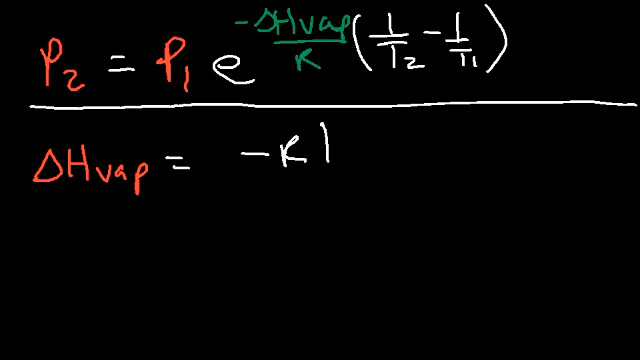 P₂ = P₁ e^(-ΔHvap/R (1/T₂ - 1/T₁))
ΔHvap = -R l